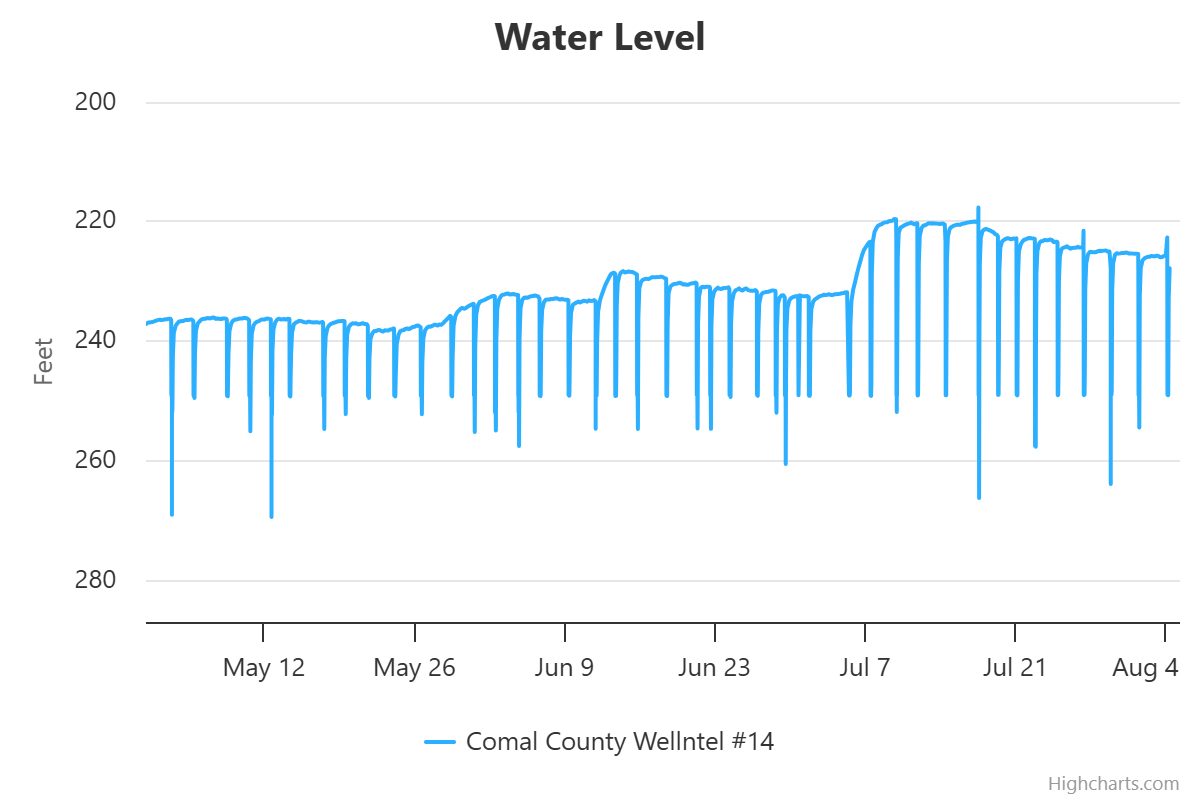 Water Level
200
220
240
260
280
Feet
May 12
May 26
Jun 9
Jun 23
Jul 7
Jul 21
Aug 4
Comal County Wellntel #14
Highcharts.com